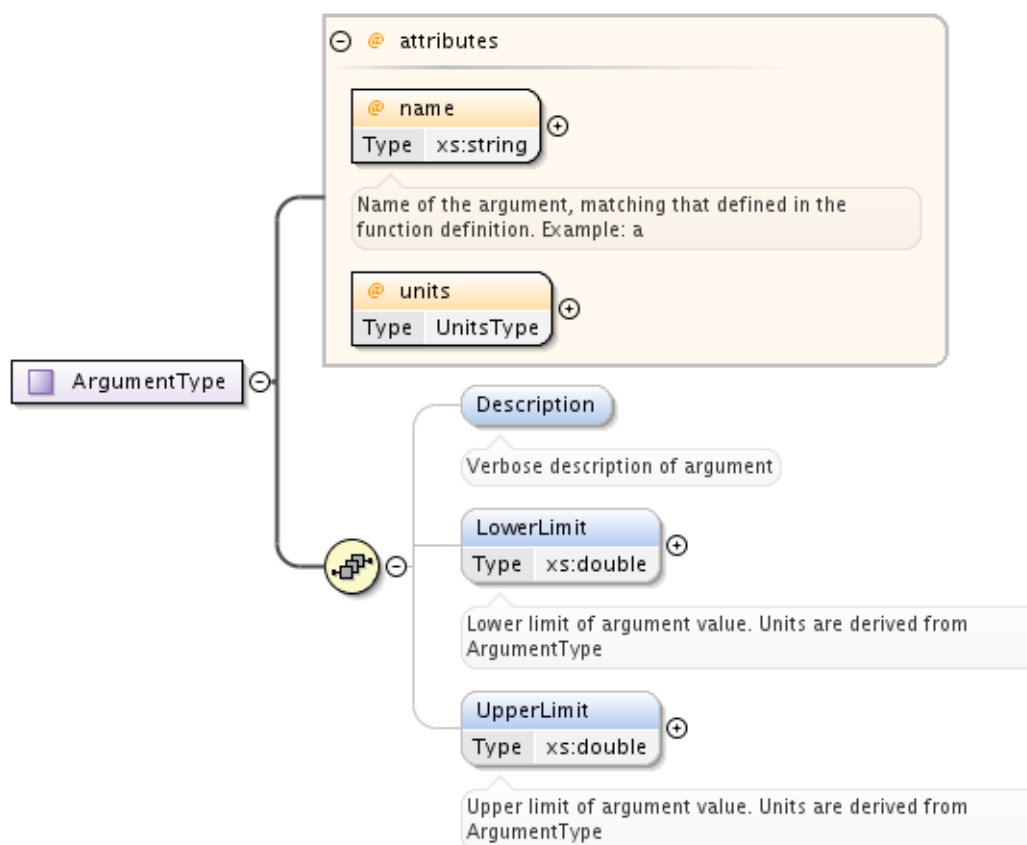 @ attributes
@ name
Type xs:string
Name of the argument, matching that defined in the
function definition. Example: a
@ units
Type UnitsType
ArgumentType
Description
Verbose description of argument
LowerLimit
Type xs:double
Lower limit of argument value. Units are derived from
ArgumentType
UpperLimit
Type xs:double
Upper limit of argument value. Units are derived from
ArgumentType